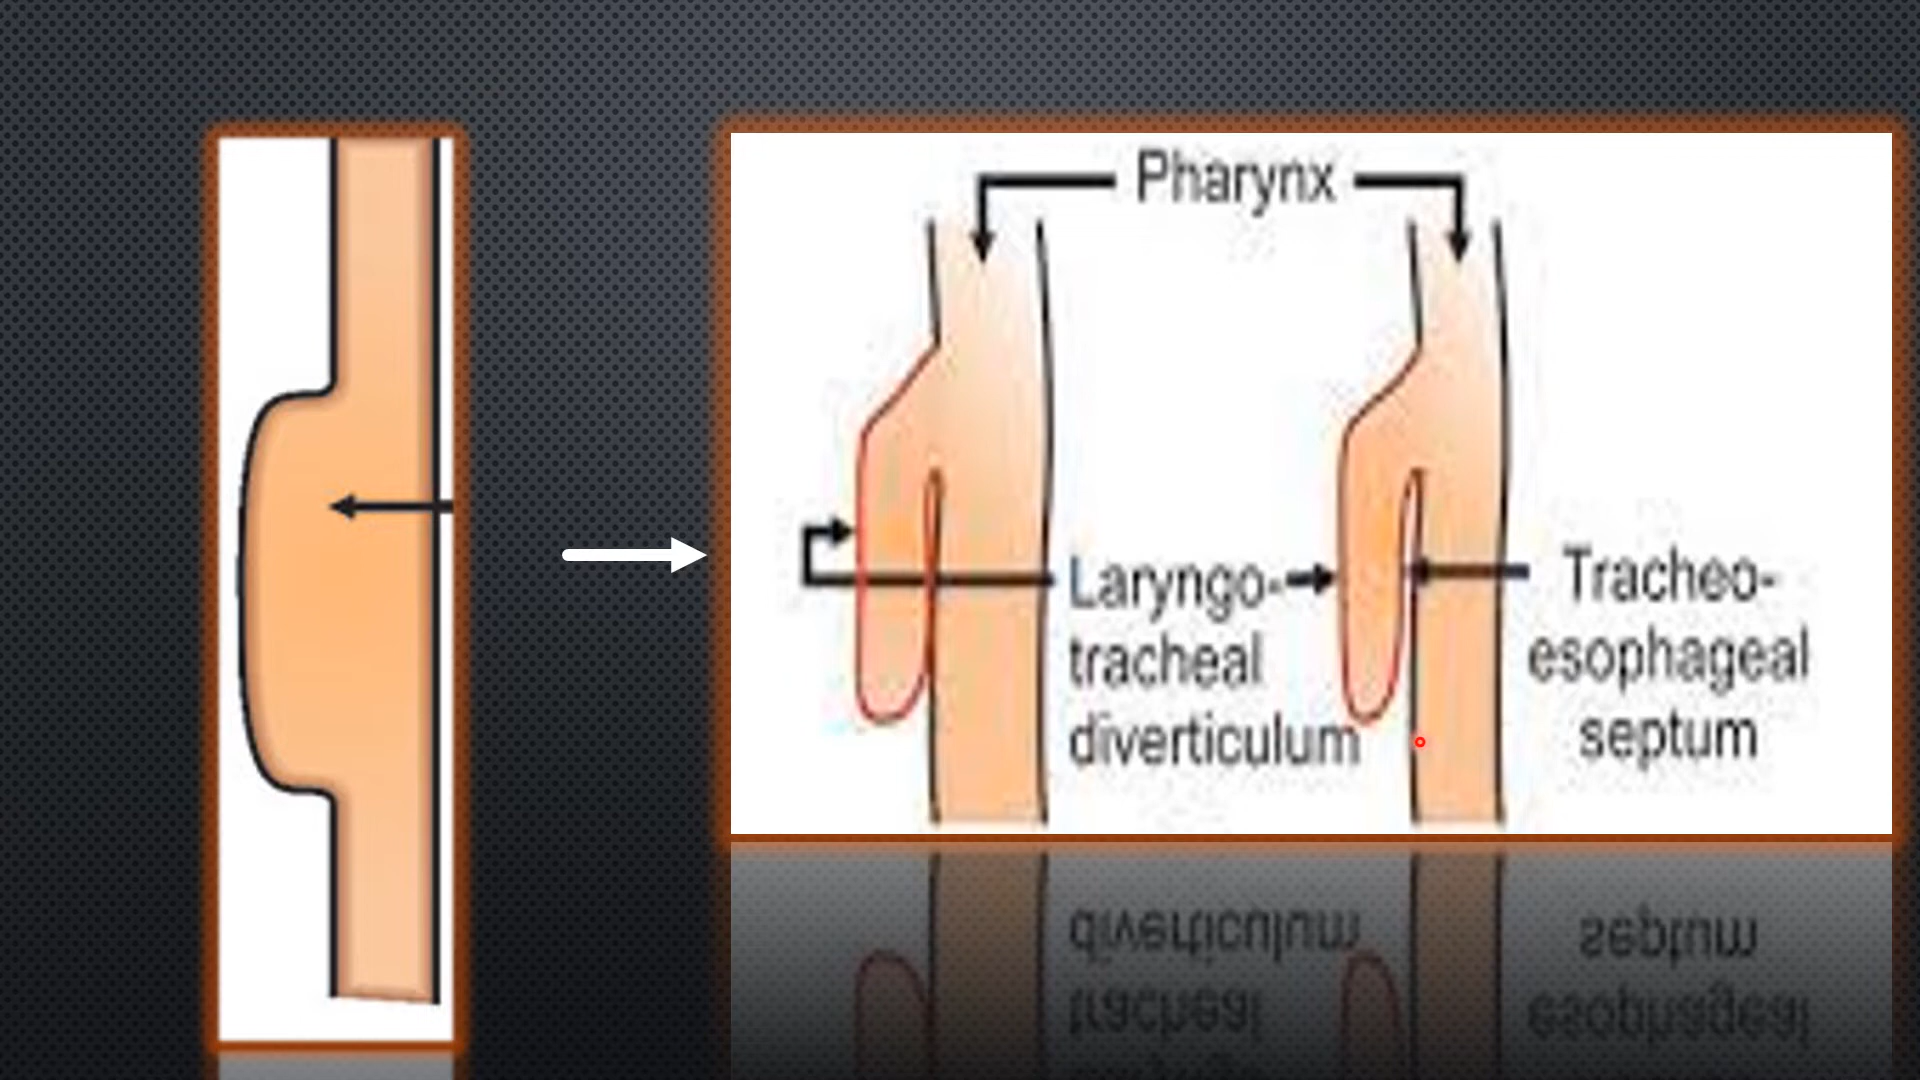 Pharynx
Laryngo-
tracheal
diverticulum
Tracheo-
esophageal
septum